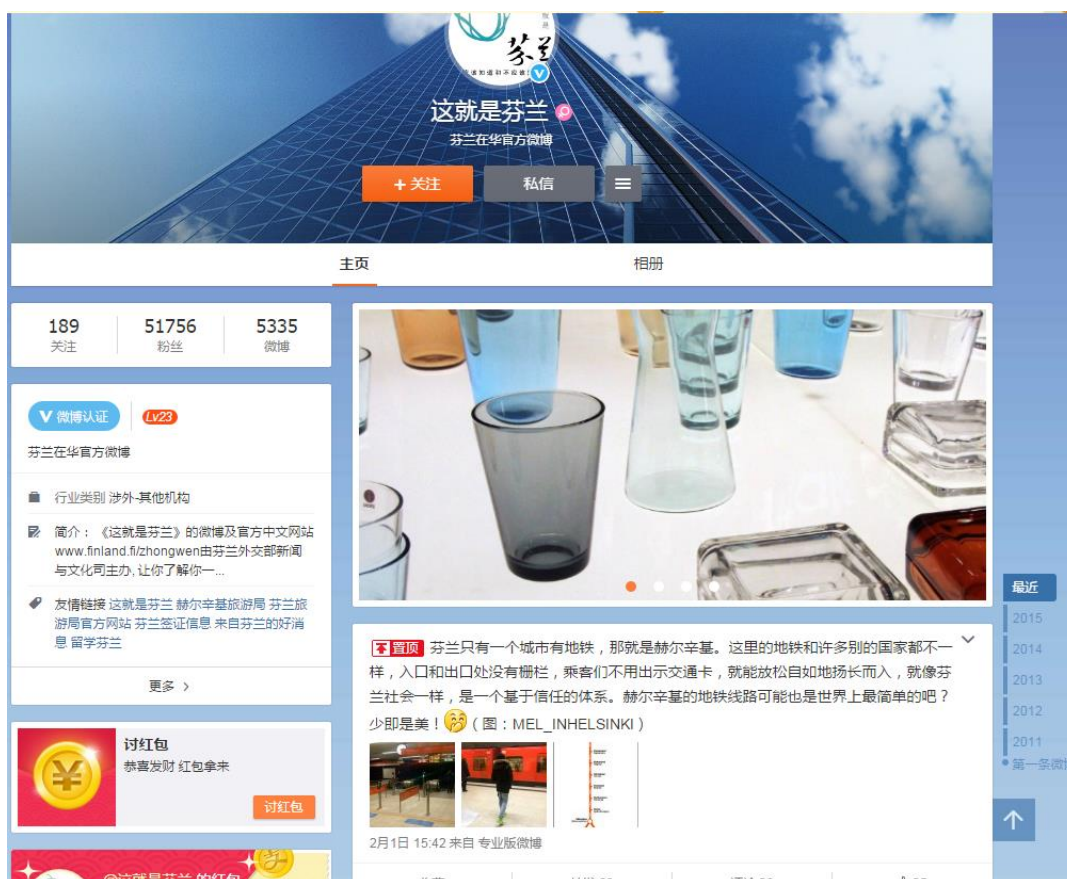 芬兰
这就是芬兰
芬兰在华官方微博
+ 关注
私信
主页
相册
189
关注
51756
粉丝
5335
微博
V 微博认证
Lv23
芬兰在华官方微博
行业类别 涉外-其他机构
简介： 《这就是芬兰》的微博及官方中文网站
www.finland.fi/zhongwen由芬兰外交部新闻
与文化司主办, 让你了解你一...
友情链接 这就是芬兰 赫尔辛基旅游局 芬兰旅
游局官方网站 芬兰签证信息 来自芬兰的好消
息 留学芬兰
更多 >
讨红包
恭喜发财 红包拿来
讨红包
@这就是芬兰 的红包
置顶 芬兰只有一个城市有地铁，那就是赫尔辛基。这里的地铁和许多别的国家都不一
样，入口和出口处没有栅栏，乘客们不用出示交通卡，就能放松自如地扬长而入，就像芬
兰社会一样，是一个基于信任的体系。赫尔辛基的地铁线路可能也是世界上最简单的吧？
少即是美！（图：MEL_INHELSINKI）
2月1日 15:42 来自 专业版微博
最近
2015
2014
2013
2012
2011
第一条微博